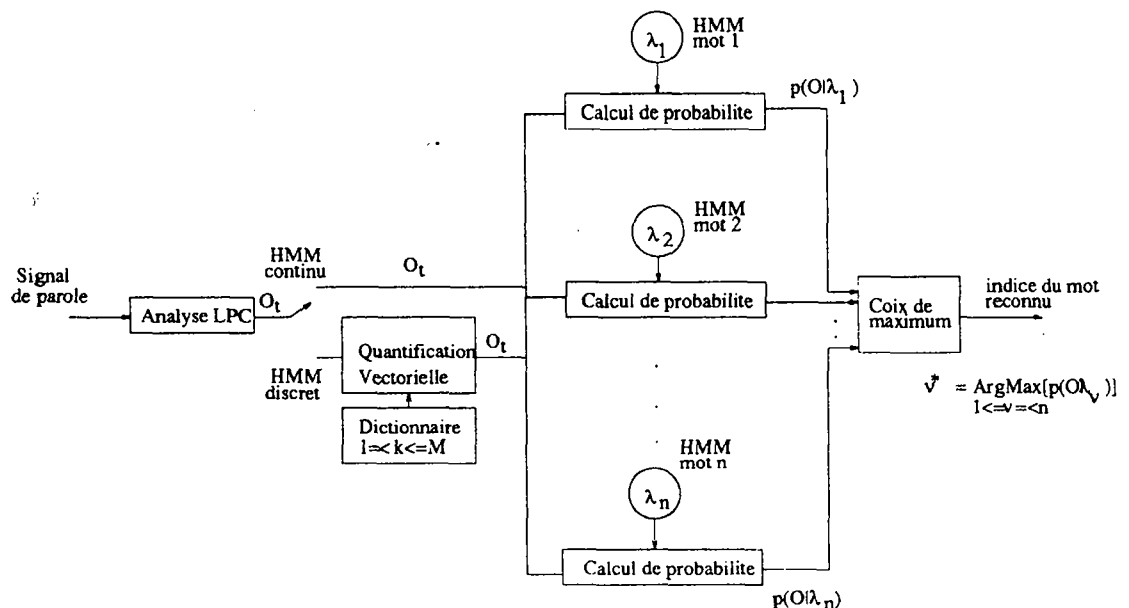 HMM
mot 1
λ1
p(O|λ1)
Calcul de probabilite
HMM
mot 2
λ2
HMM
continu
Ot
Signal
de parole
Ot
Analyse LPC
Calcul de probabilite
Coix de
maximum
indice du mot
reconnu
Quantification
Vectorielle
Ot
HMM
discret
v* = ArgMax[p(Oλv)]
1<=v=<n
Dictionnaire
1=<k<=M
HMM
mot n
λn
Calcul de probabilite
p(O|λn)